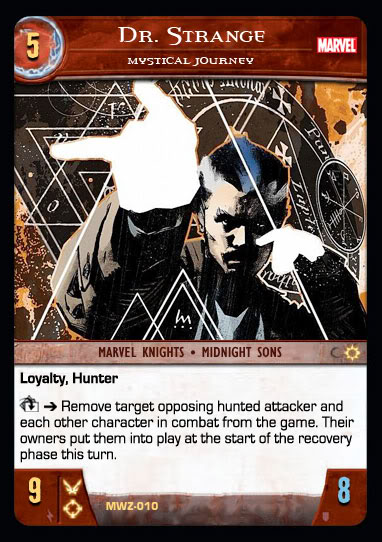 5
DR. STRANGE
MYSTICAL JOURNEY
MARVEL
MARVEL KNIGHTS • MIDNIGHT SONS
C
Loyalty, Hunter
➔ Remove target opposing hunted attacker and
each other character in combat from the game. Their
owners put them into play at the start of the recovery
phase this turn.
9
MWZ-010
8